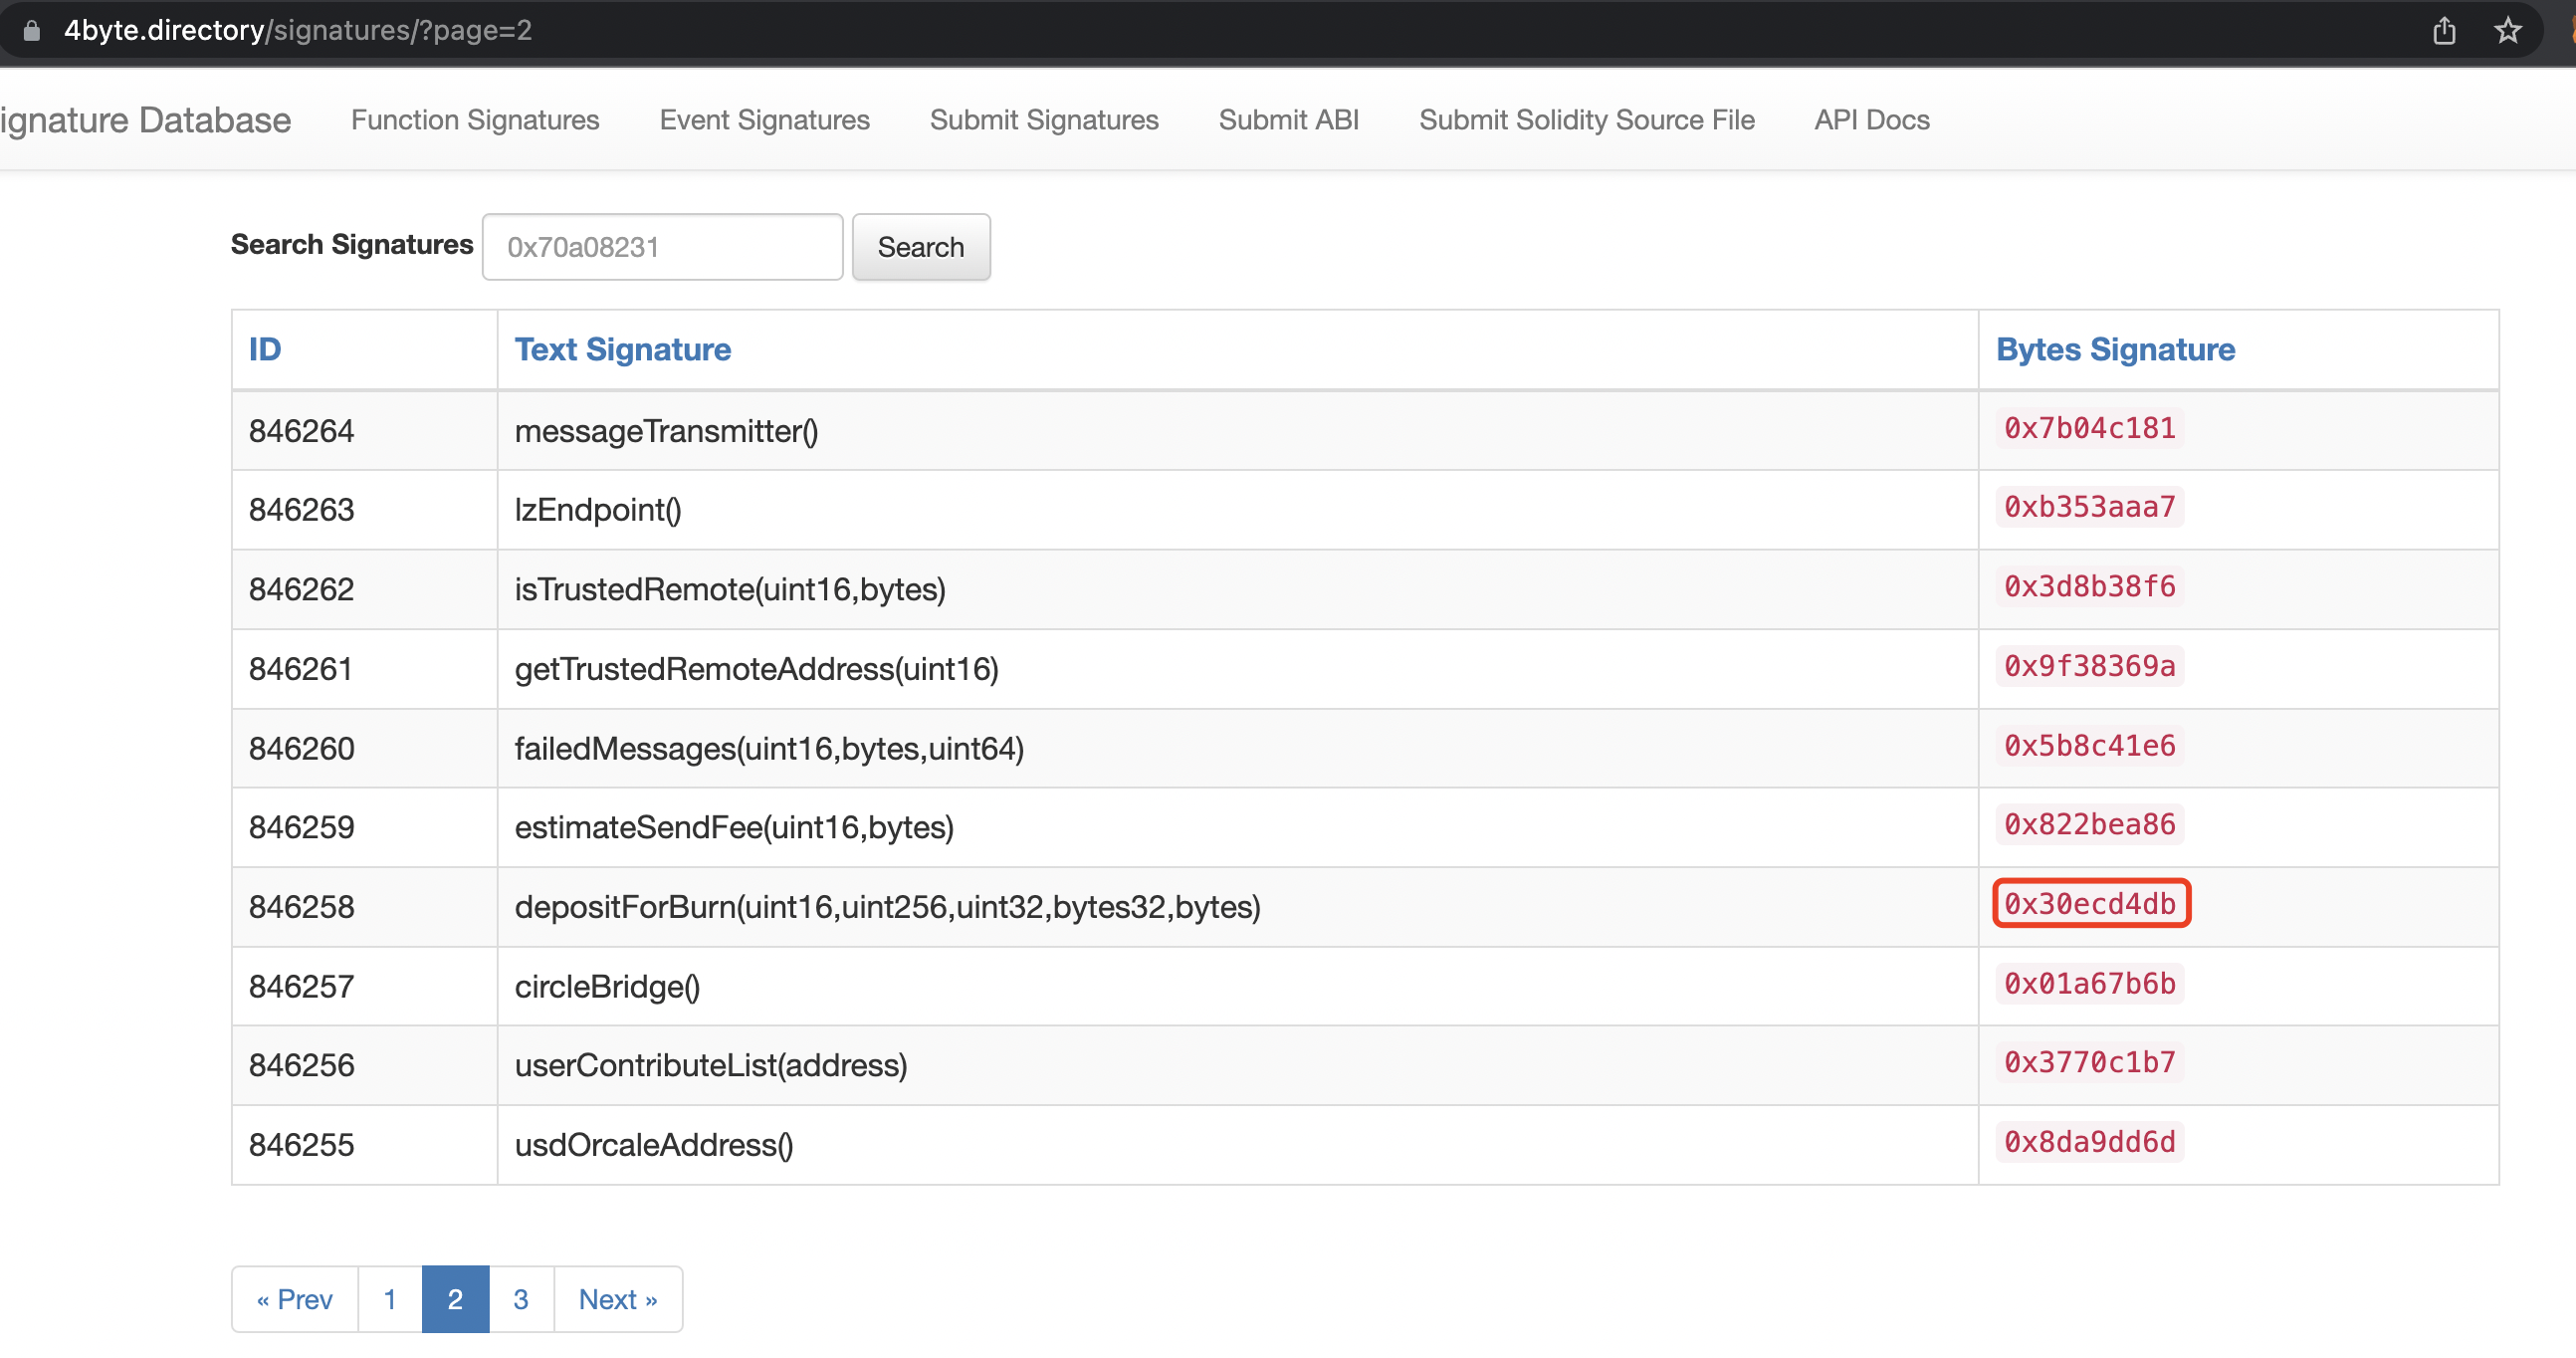 4byte.directory/signatures/?page=2
ignature Database Function Signatures Event Signatures Submit Signatures Submit ABI Submit Solidity Source File API Docs
Search Signatures 0x70a08231 Search
ID Text Signature Bytes Signature
846264 messageTransmitter() 0x7b04c181
846263 lzEndpoint() 0xb353aaa7
846262 isTrustedRemote(uint16,bytes) 0x3d8b38f6
846261 getTrustedRemoteAddress(uint16) 0x9f38369a
846260 failedMessages(uint16,bytes,uint64) 0x5b8c41e6
846259 estimateSendFee(uint16,bytes) 0x822bea86
846258 depositForBurn(uint16,uint256,uint32,bytes32,bytes) 0x30ecd4db
846257 circleBridge() 0x01a67b6b
846256 userContributeList(address) 0x3770c1b7
846255 usdOrcaleAddress() 0x8da9dd6d
« Prev 1 2 3 Next »